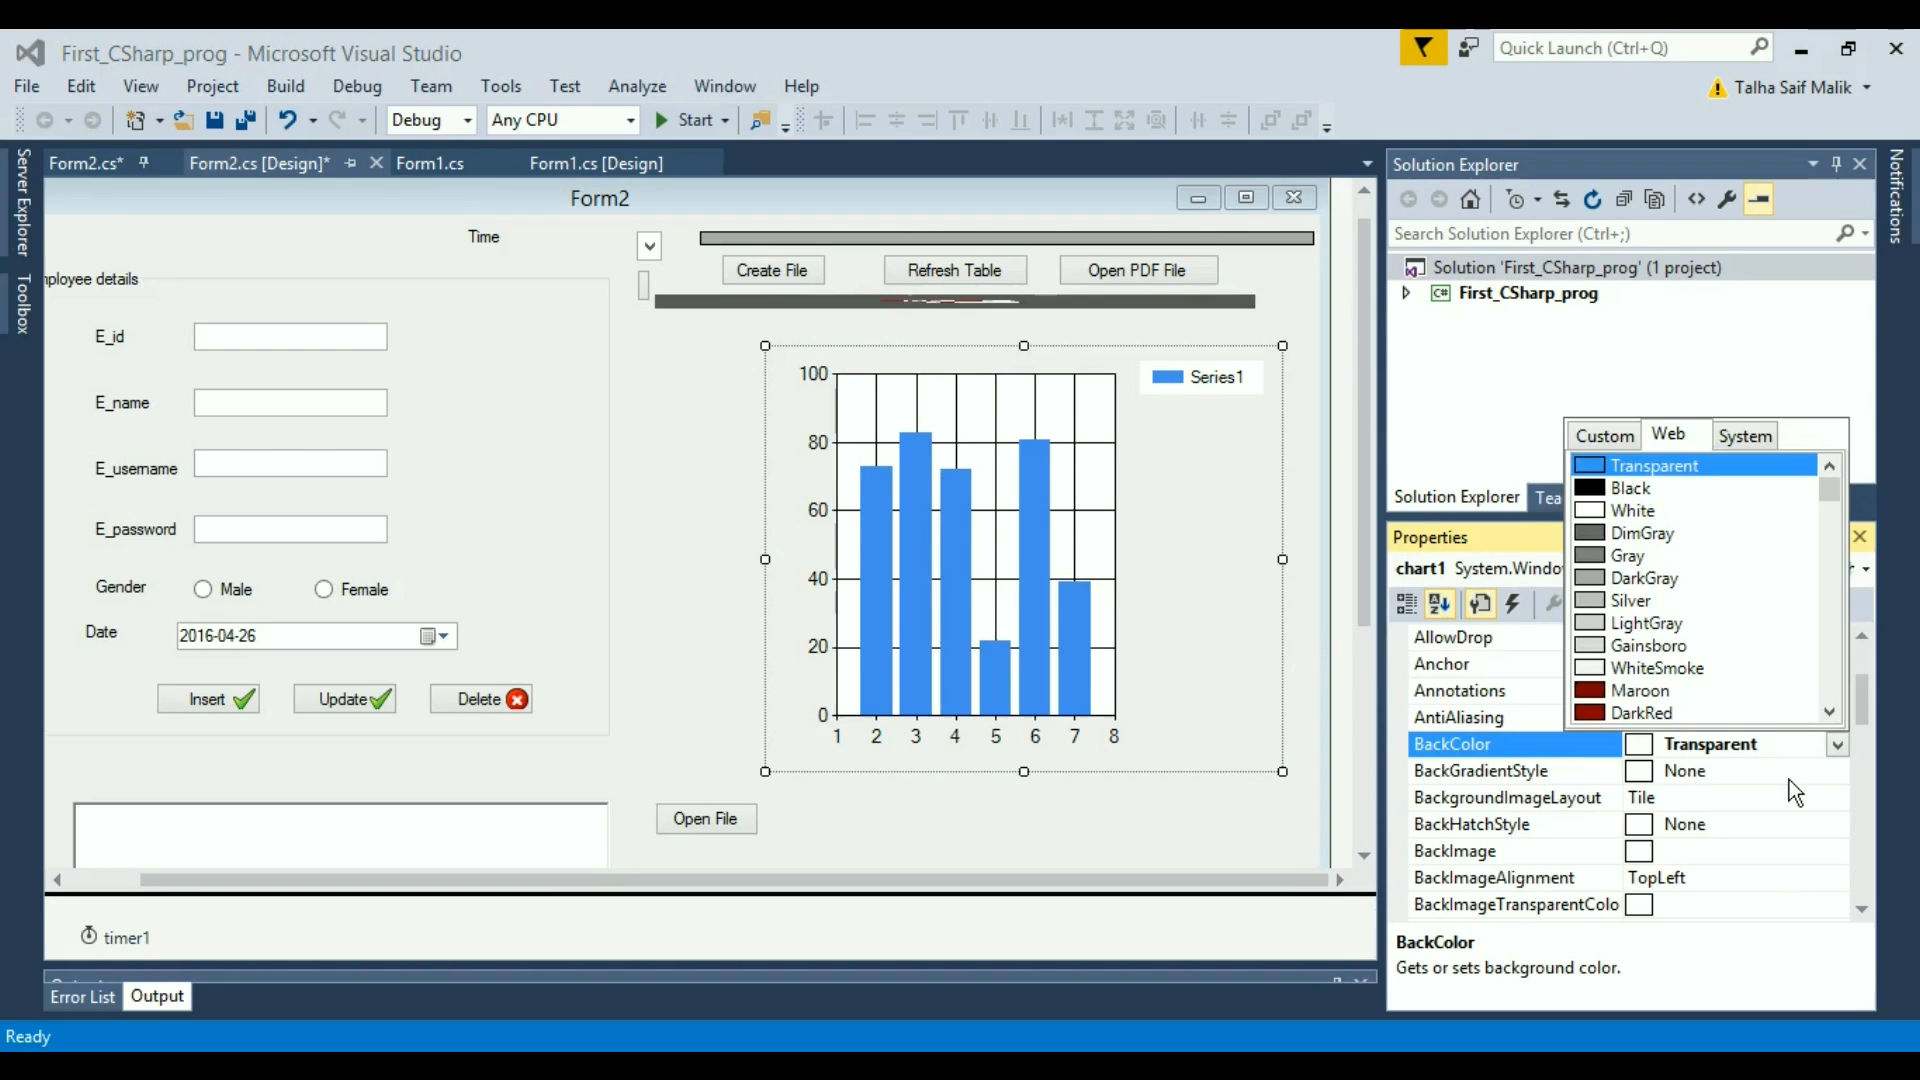 First_CSharp_prog - Microsoft Visual Studio
Quick Launch (Ctrl+Q)
File Edit View Project Build Debug Team Tools Test Analyze Window Help
Talha Saif Malik
Debug Any CPU Start
Server Explorer
Toolbox
Form2.cs* Form2.cs [Design]* Form1.cs Form1.cs [Design]
Form2
Time
Create File Refresh Table Open PDF File
ployee details
E_id
E_name
E_username
E_password
Gender Male Female
Date 2016-04-26
Insert Update Delete
100
80
60
40
20
0
1 2 3 4 5 6 7 8
Series1
Open File
timer1
Error List Output
Ready
Solution Explorer
Search Solution Explorer (Ctrl+;)
Solution 'First_CSharp_prog' (1 project)
C# First_CSharp_prog
Solution Explorer Tea
Notifications
Custom Web System
Transparent
Black
White
DimGray
Gray
DarkGray
Silver
LightGray
Gainsboro
WhiteSmoke
Maroon
DarkRed
Properties
chart1 System.Windo
AllowDrop
Anchor
Annotations
AntiAliasing
BackColor Transparent
BackGradientStyle None
BackgroundImageLayout Tile
BackHatchStyle None
BackImage
BackImageAlignment TopLeft
BackImageTransparentColo
BackColor
Gets or sets background color.